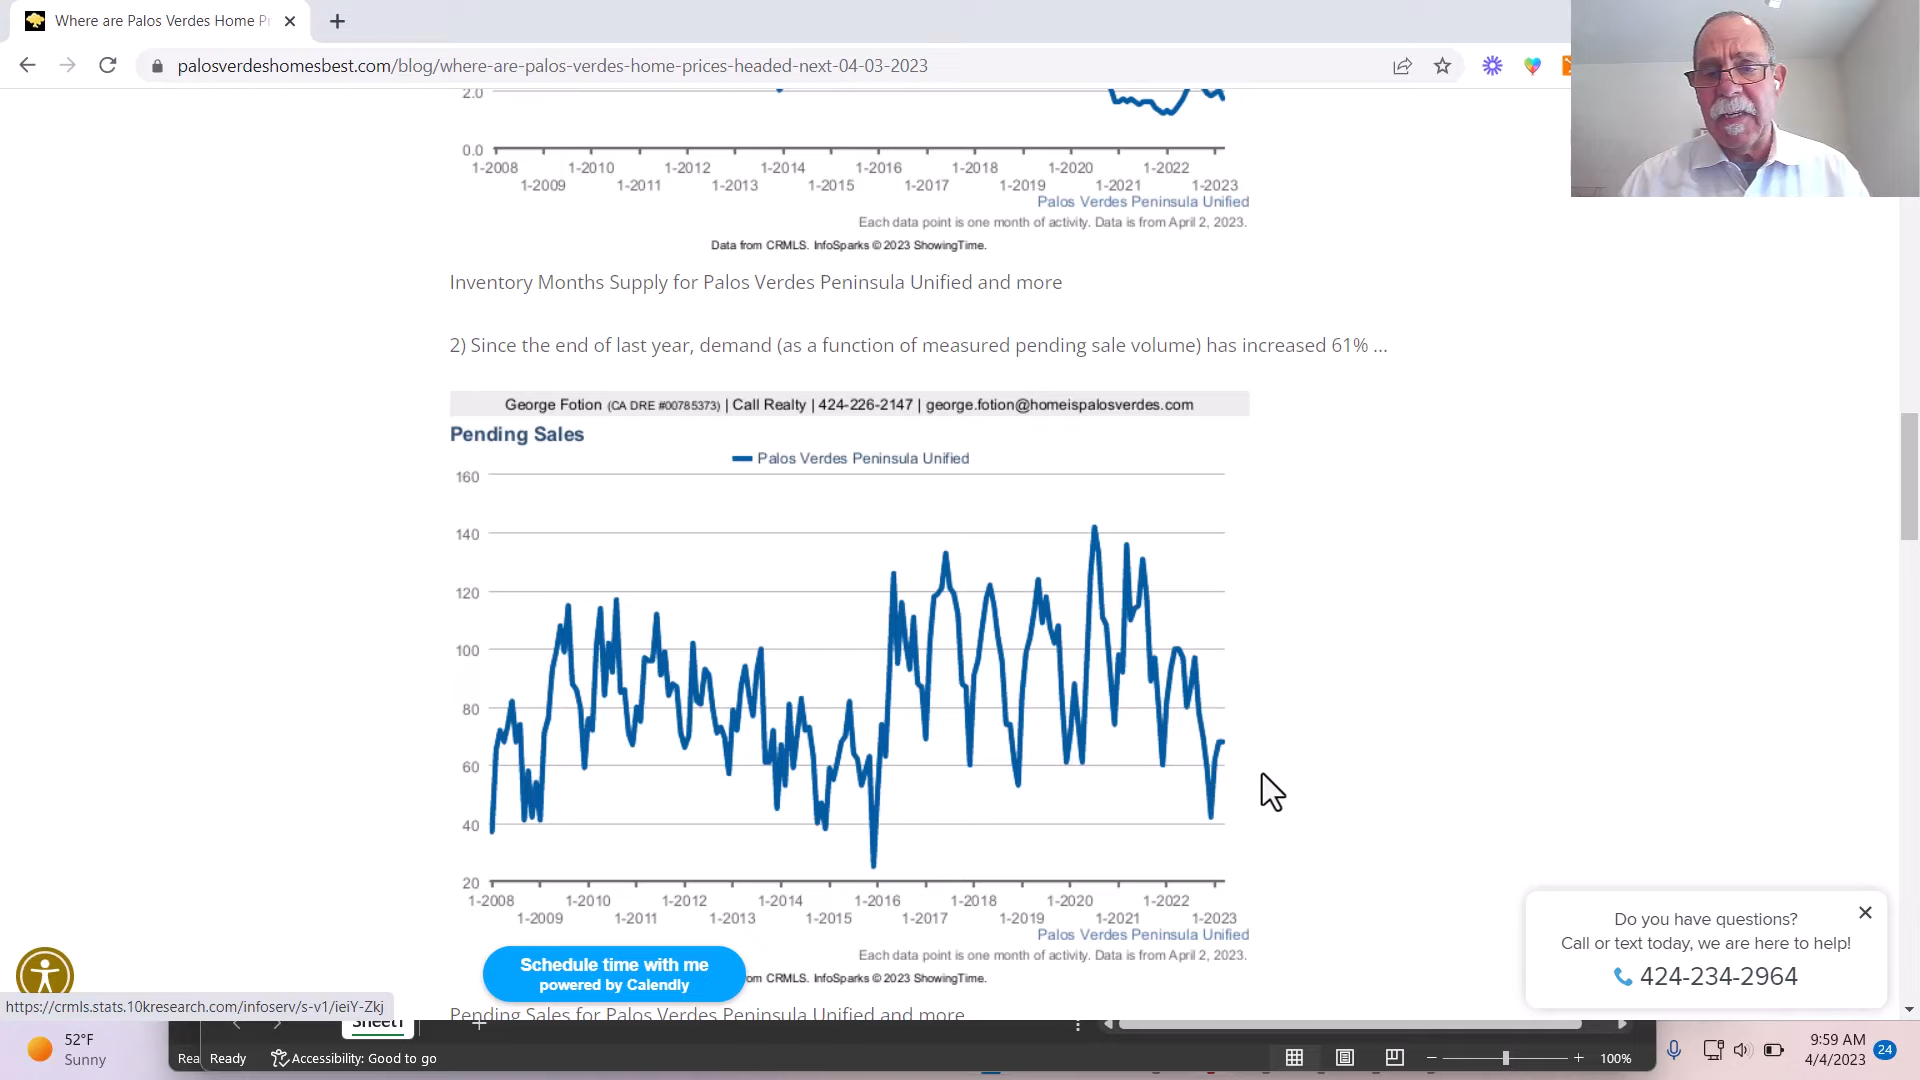 Where are Palos Verdes Home Pr
palosverdeshomesbest.com/blog/where-are-palos-verdes-home-prices-headed-next-04-03-2023
2.0
0.0
1-2008 1-2010 1-2012 1-2014 1-2016 1-2018 1-2020 1-2022
1-2009 1-2011 1-2013 1-2015 1-2017 1-2019 1-2021 1-2023
Palos Verdes Peninsula Unified
Each data point is one month of activity. Data is from April 2, 2023.
Data from CRMLS. InfoSparks © 2023 ShowingTime.
Inventory Months Supply for Palos Verdes Peninsula Unified and more
2) Since the end of last year, demand (as a function of measured pending sale volume) has increased 61% ...
George Fotion (CA DRE #00785373) | Call Realty | 424-226-2147 | george.fotion@homeispalosverdes.com
Pending Sales
Palos Verdes Peninsula Unified
160
140
120
100
80
60
40
20
1-2008 1-2010 1-2012 1-2014 1-2016 1-2018 1-2020 1-2022
1-2009 1-2011 1-2013 1-2015 1-2017 1-2019 1-2021 1-2023
Palos Verdes Peninsula Unified
Each data point is one month of activity. Data is from April 2, 2023.
om CRMLS. InfoSparks © 2023 ShowingTime.
Schedule time with me
powered by Calendly
Pending Sales for Palos Verdes Peninsula Unified and more
Do you have questions?
Call or text today, we are here to help!
424-234-2964
https://crmls.stats.10kresearch.com/infoserv/s-v1/ieiY-Zkj
Sheet1
52°F
Sunny
Rea Ready Accessibility: Good to go
100%
9:59 AM
4/4/2023
24